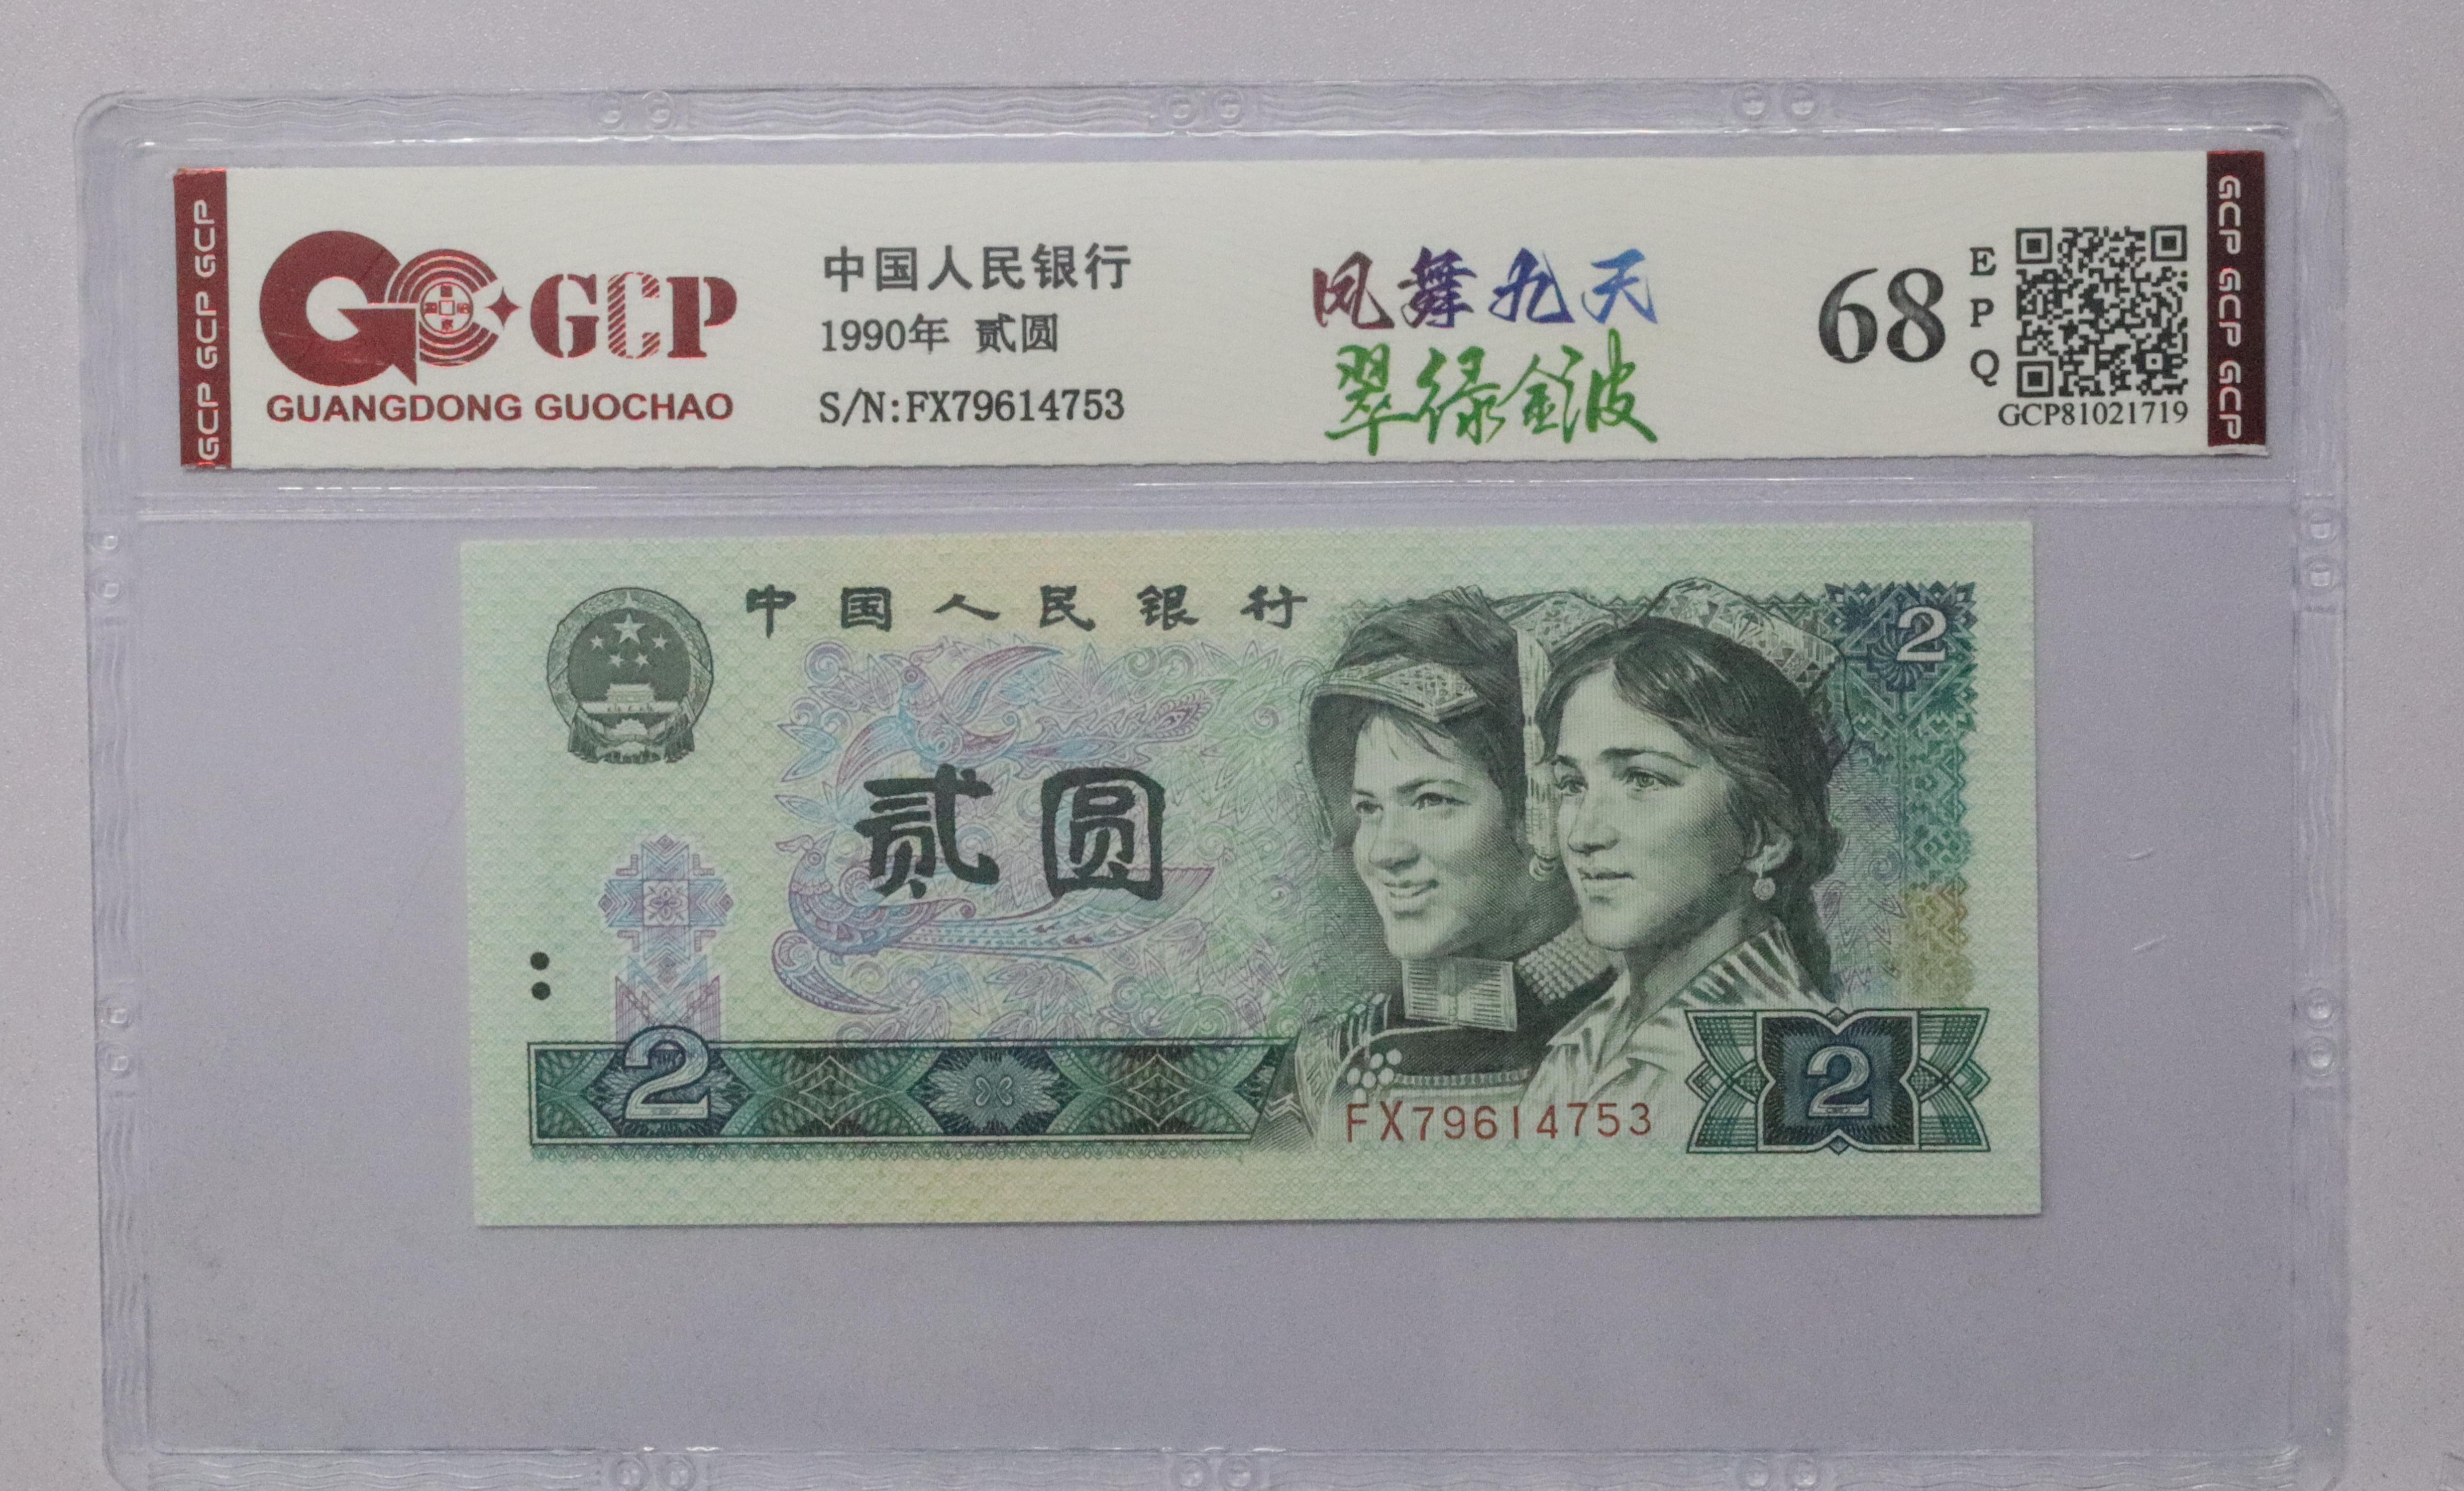 GCP GCP GCP
GCP
GUANGDONG GUOCHAO
中国人民银行
1990年 贰圆
S/N:FX79614753
凤舞九天
翠绿金波
68
EPQ
GCP81021719
GCP GCP GCP
中国人民银行
2
贰圆
2
FX79614753
2